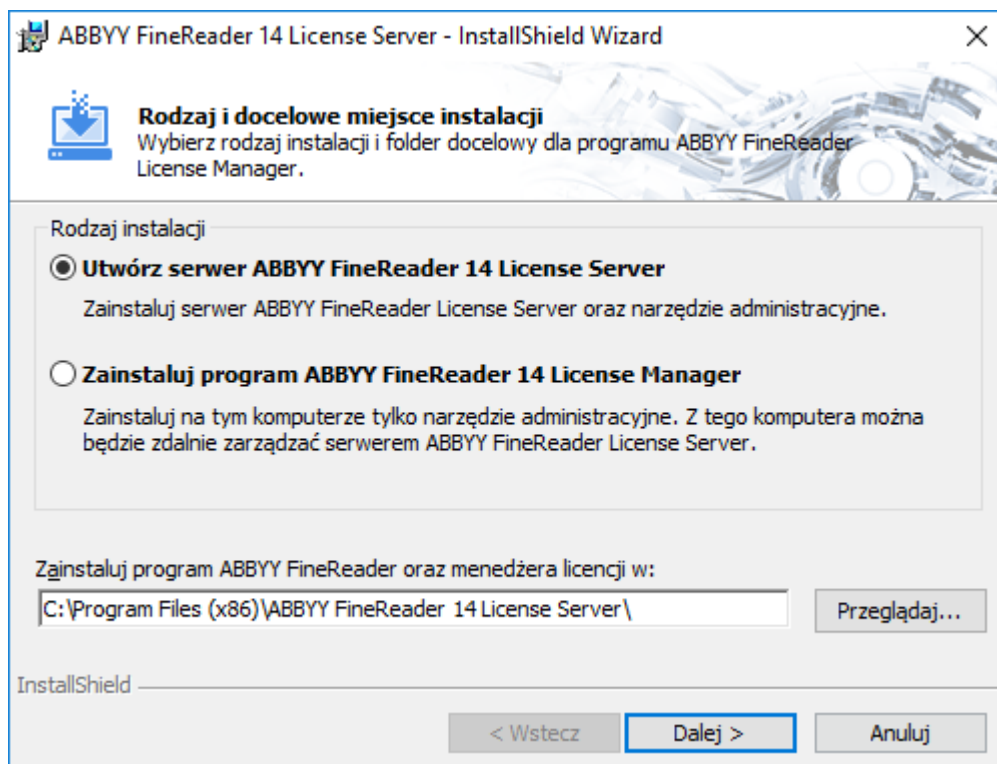 ABBYY FineReader 14 License Server - InstallShield Wizard
Rodzaj i docelowe miejsce instalacji
Wybierz rodzaj instalacji i folder docelowy dla programu ABBYY FineReader
License Manager.
Rodzaj instalacji
Utwórz serwer ABBYY FineReader 14 License Server
Zainstaluj serwer ABBYY FineReader License Server oraz narzędzie administracyjne.
Zainstaluj program ABBYY FineReader 14 License Manager
Zainstaluj na tym komputerze tylko narzędzie administracyjne. Z tego komputera można
będzie zdalnie zarządzać serwerem ABBYY FineReader License Server.
Zainstaluj program ABBYY FineReader oraz menedżera licencji w:
C:\Program Files (x86)\ABBYY FineReader 14 License Server\
Przeglądaj...
InstallShield
< Wstecz
Dalej >
Anuluj